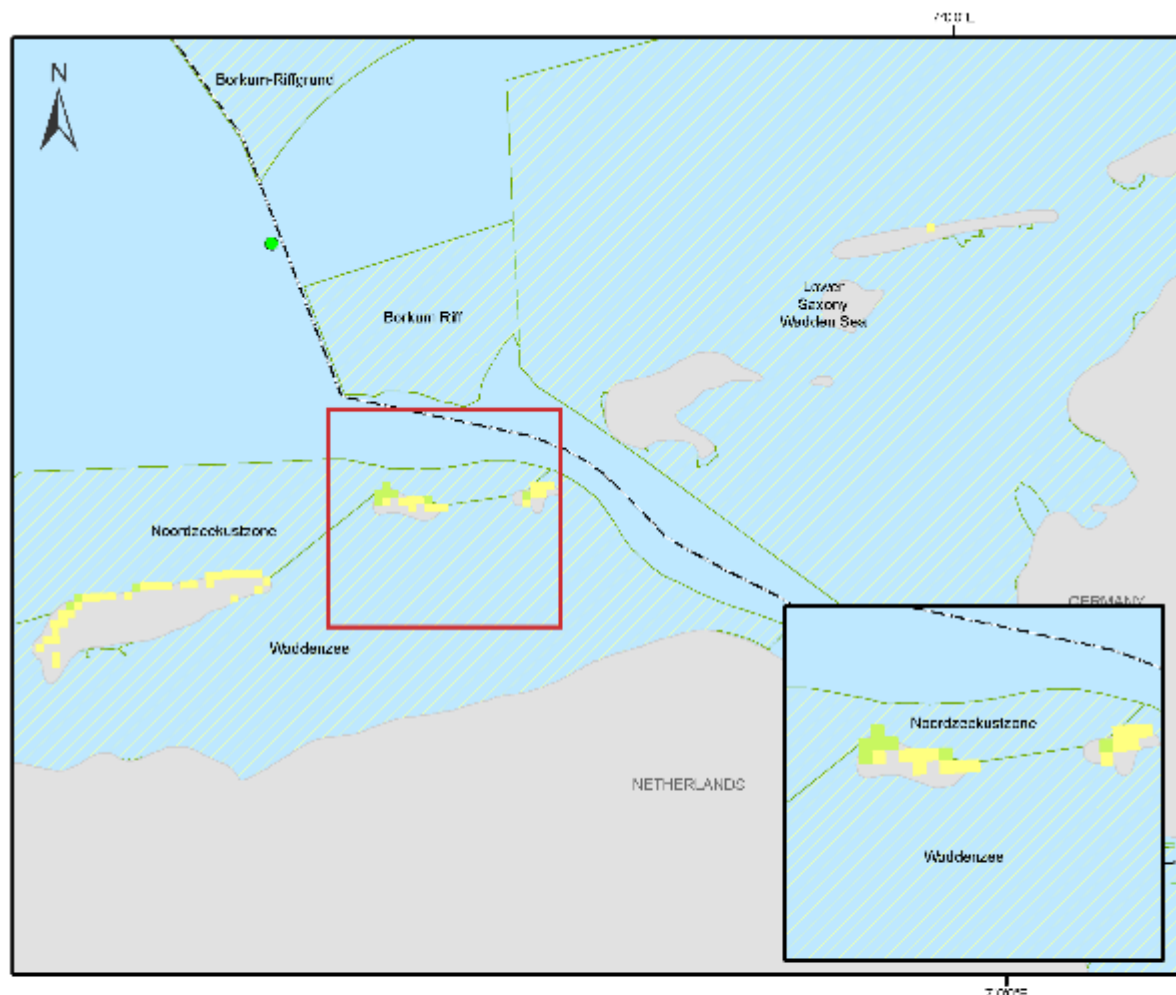 N
Borkum-Riffgrund
Borkum Riff
Lower
Saxony
Wadden Sea
Noordzeekustzone
Waddenzee
GERMANY
NETHERLANDS
Noordzeekustzone
Waddenzee